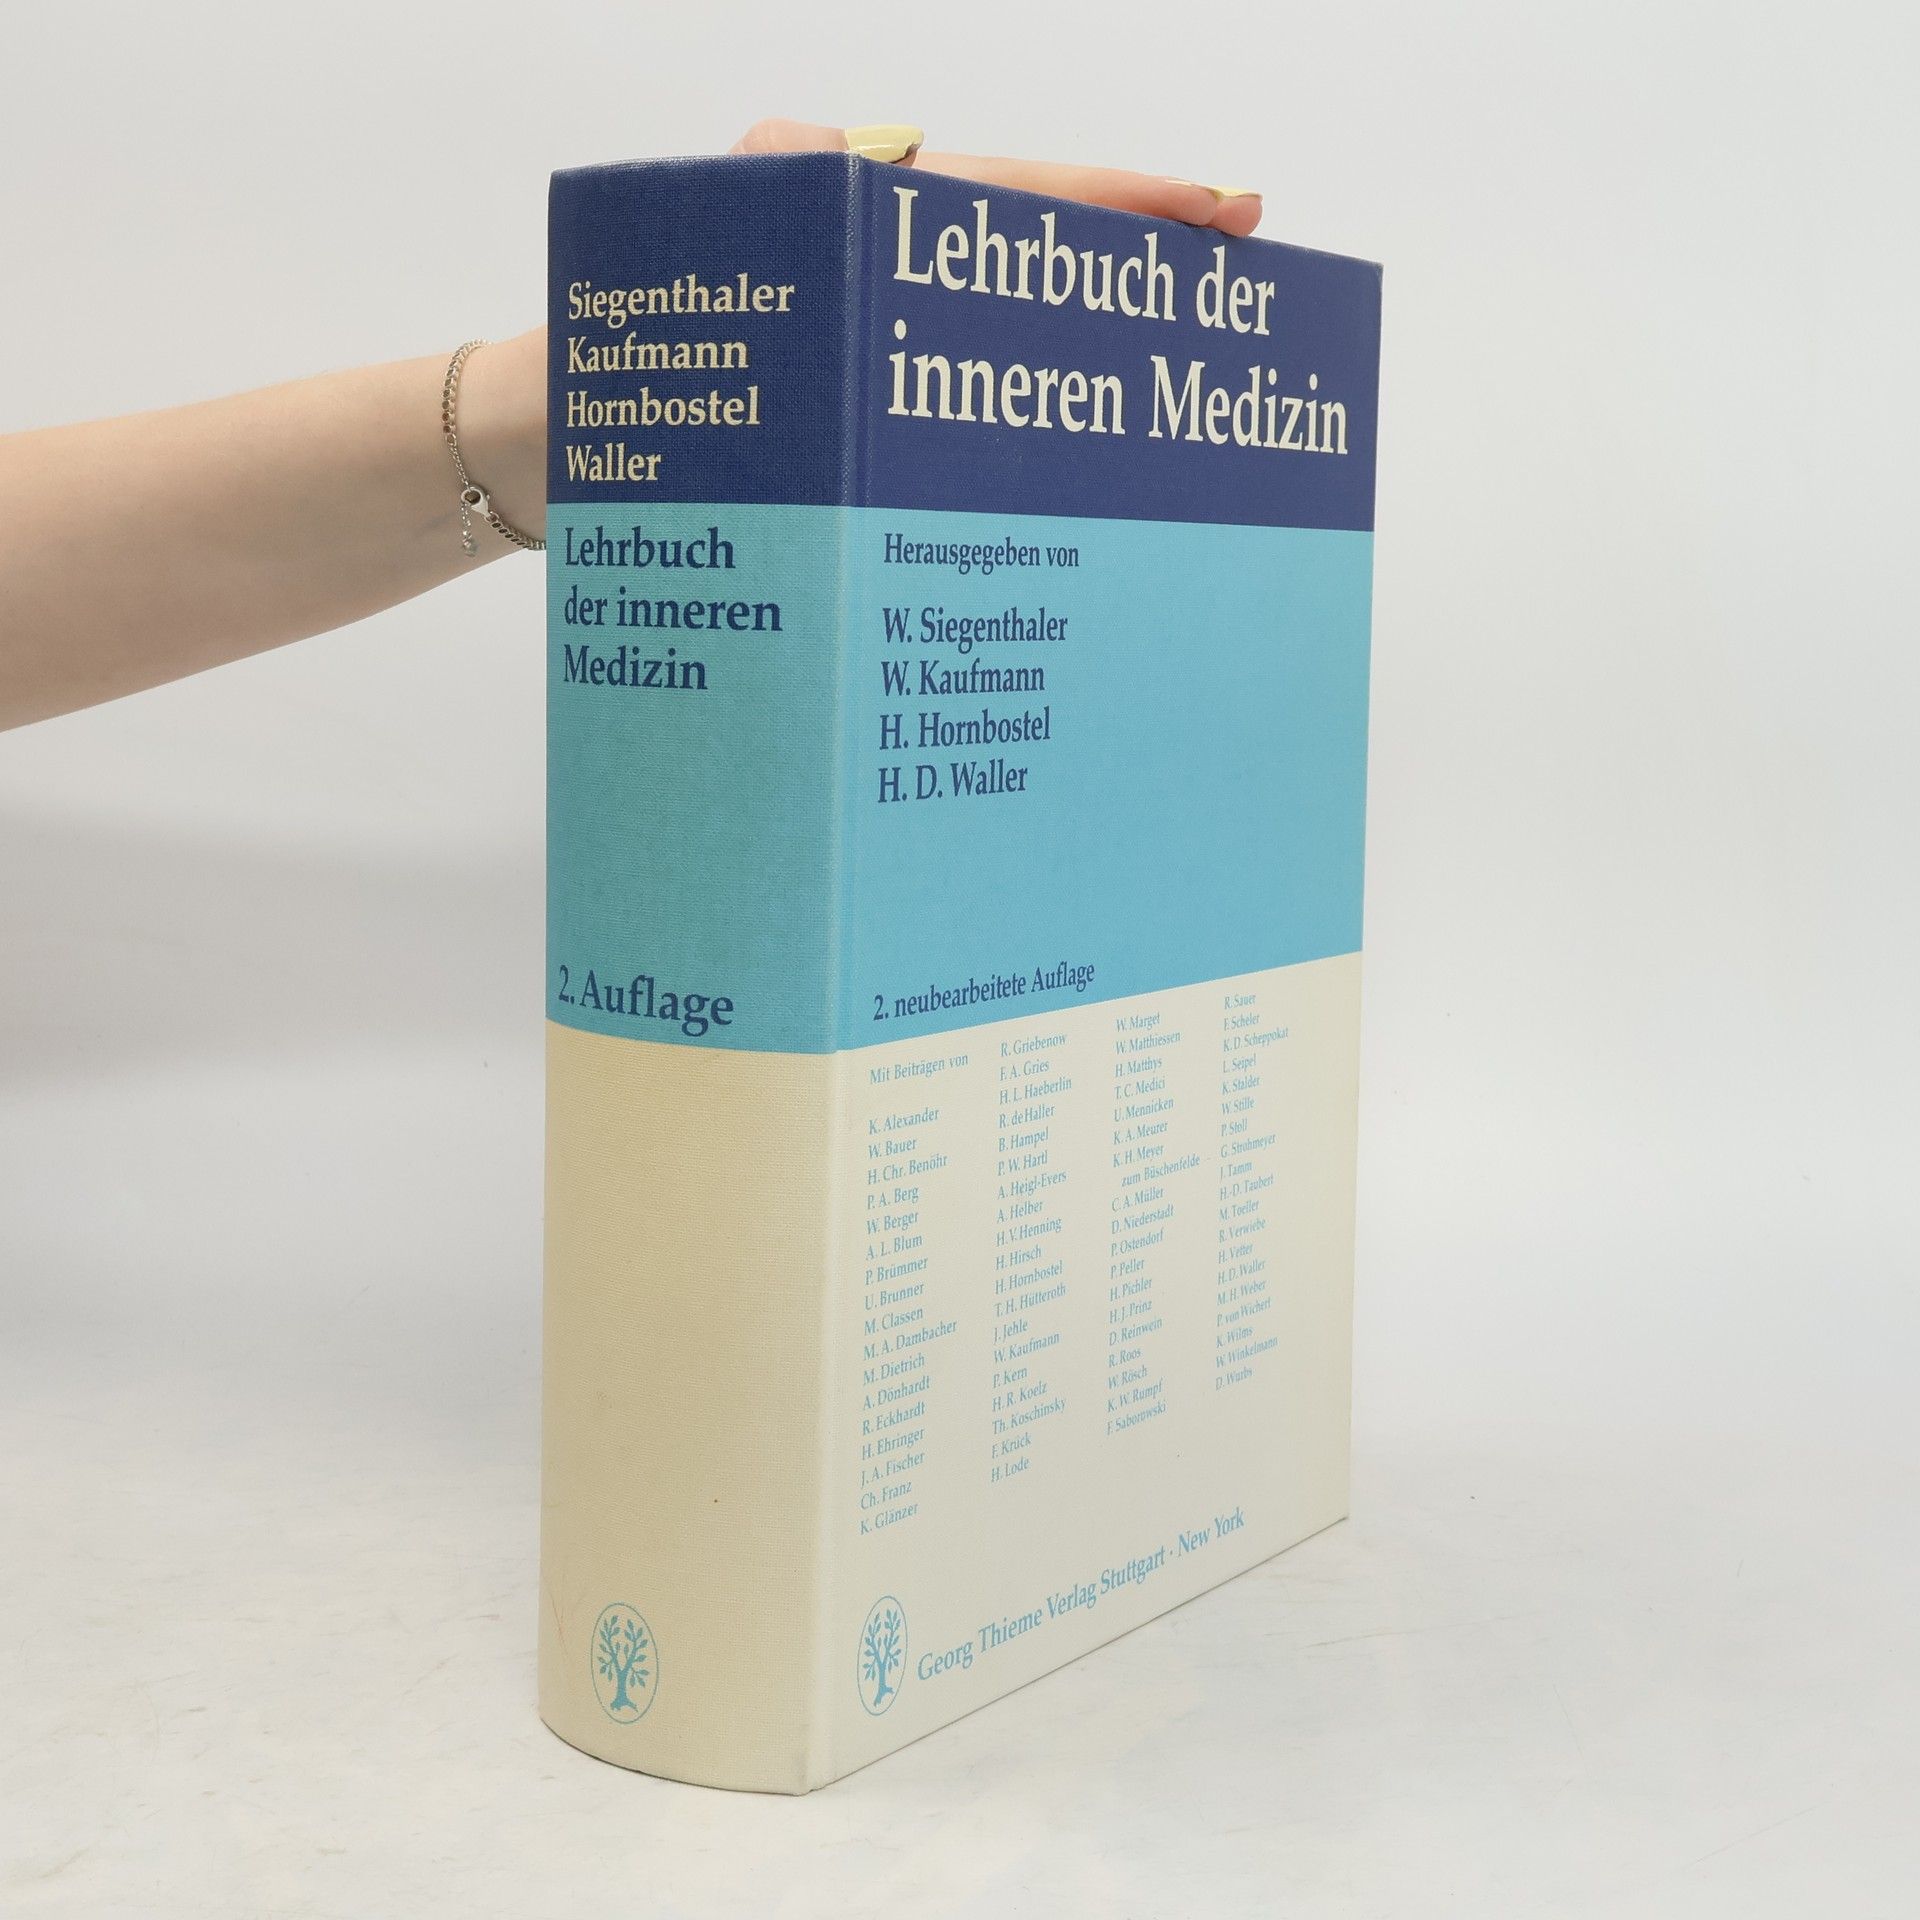 Siegenthaler
Kaufmann
Hornbostel
Waller
Lehrbuch
der inneren
Medizin
2. Auflage
Lehrbuch der
inneren Medizin
Herausgegeben von
W. Siegenthaler
W. Kaufmann
H. Hornbostel
H. D. Waller
2. neubearbeitete Auflage
Mit Beiträgen von
K. Alexander
W. Bauer
H. Chr. Benöhr
P. A. Berg
W. Berger
A. L. Blum
P. Brümmer
U. Brunner
M. Classen
M. A. Dambacher
M. Dietrich
A. Dönhardt
R. Eckhardt
H. Ehringer
J. A. Fischer
Ch. Franz
K. Glänzer
R. Griebenow
F. A. Gries
H. L. Haeberlin
R. deHaller
B. Hampel
P. W. Hartl
A. Heigl-Evers
A. Helber
H. V. Henning
H. Hirsch
H. Hornbostel
T. H. Hütteroth
J. Jehle
W. Kaufmann
P. Kern
H. R. Koelz
Th. Koschinsky
F. Krück
H. Lode
W. Marget
W. Matthiessen
H. Matthys
T. C. Medici
U. Mennicken
K. A. Meurer
K. H. Meyer
zum Büschenfelde
C. A. Müller
D. Niederstadt
P. Ostendorf
P. Peller
H. Pichler
H. J. Prinz
D. Reinwein
R. Roos
W. Rösch
K. W. Rumpf
F. Saborowski
R. Sauer
F. Scheler
K. D. Scheppokat
L. Seipel
K. Stalder
W. Stille
P. Stoll
G. Strohmeyer
J. Tamm
H.-D. Taubert
M. Toeller
R. Verwiebe
H. Vetter
H. D. Waller
M. H. Weber
P. von Wichert
K. Wilms
W. Winkelmann
D. Wurbs
Georg Thieme Verlag Stuttgart · New York